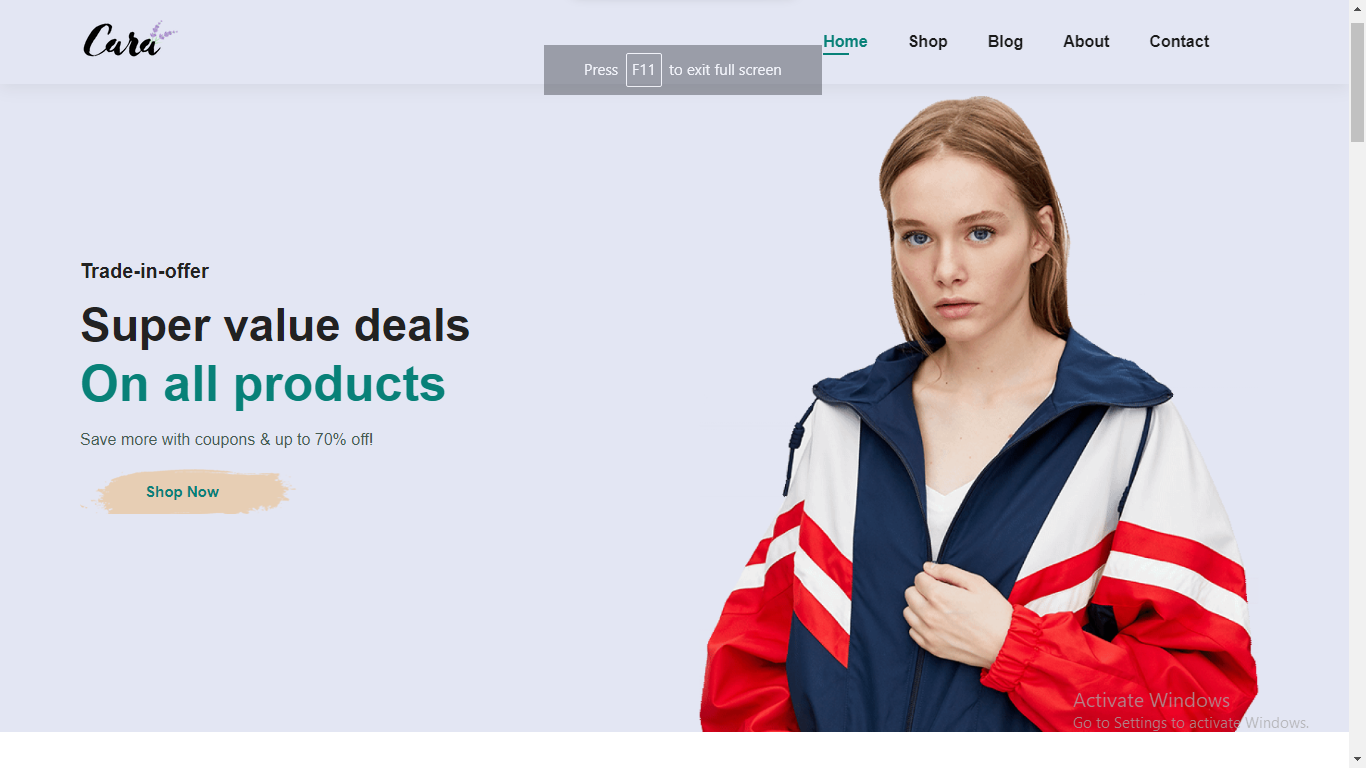 Cara
Home Shop Blog About Contact
Press F11 to exit full screen
Trade-in-offer
Super value deals
On all products
Save more with coupons & up to 70% off!
Shop Now
Activate Windows
Go to Settings to activate Windows.